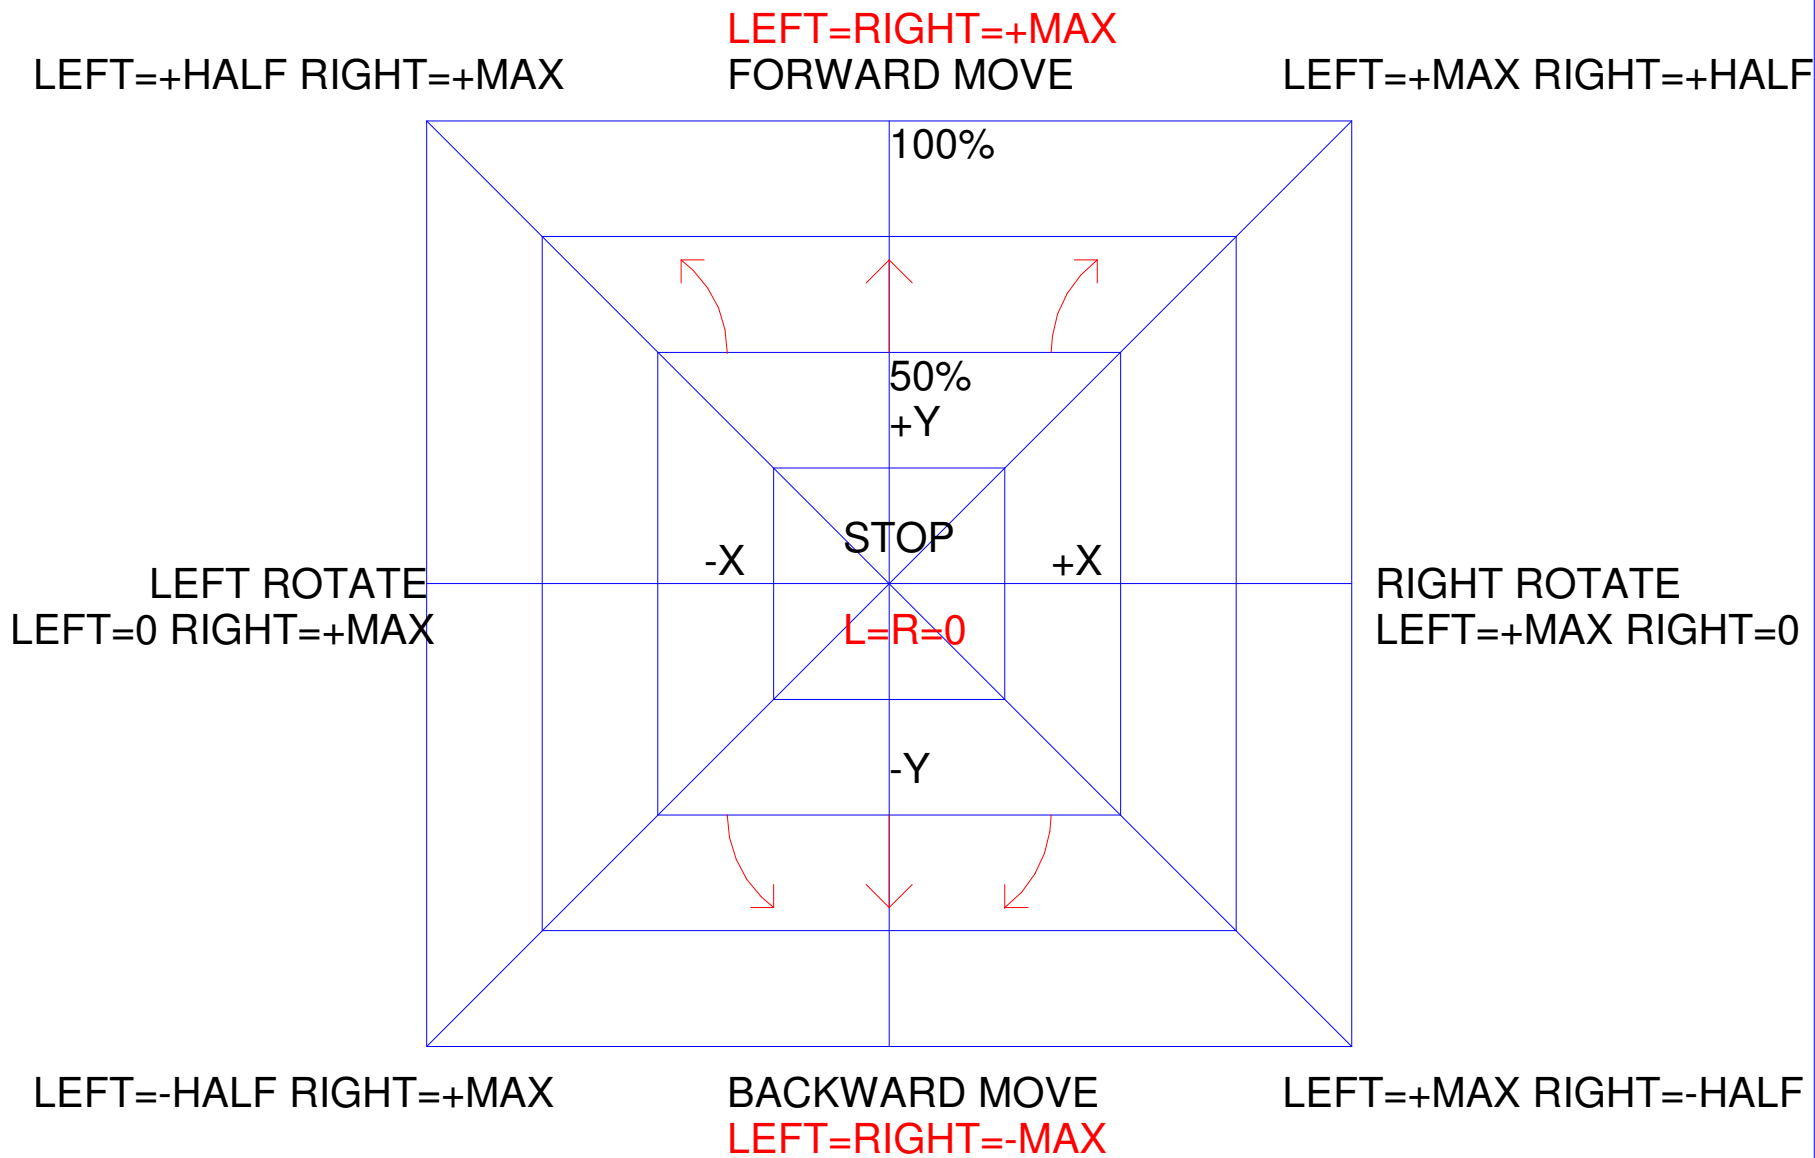 LEFT=RIGHT=+MAX
LEFT=+HALF RIGHT=+MAX
FORWARD MOVE
LEFT=+MAX RIGHT=+HALF
100%
50%
+Y
STOP
-X
+X
LEFT ROTATE
RIGHT ROTATE
LEFT=0 RIGHT=+MAX
L=R=0
LEFT=+MAX RIGHT=0
-Y
LEFT=-HALF RIGHT=+MAX
BACKWARD MOVE
LEFT=+MAX RIGHT=-HALF
LEFT=RIGHT=-MAX